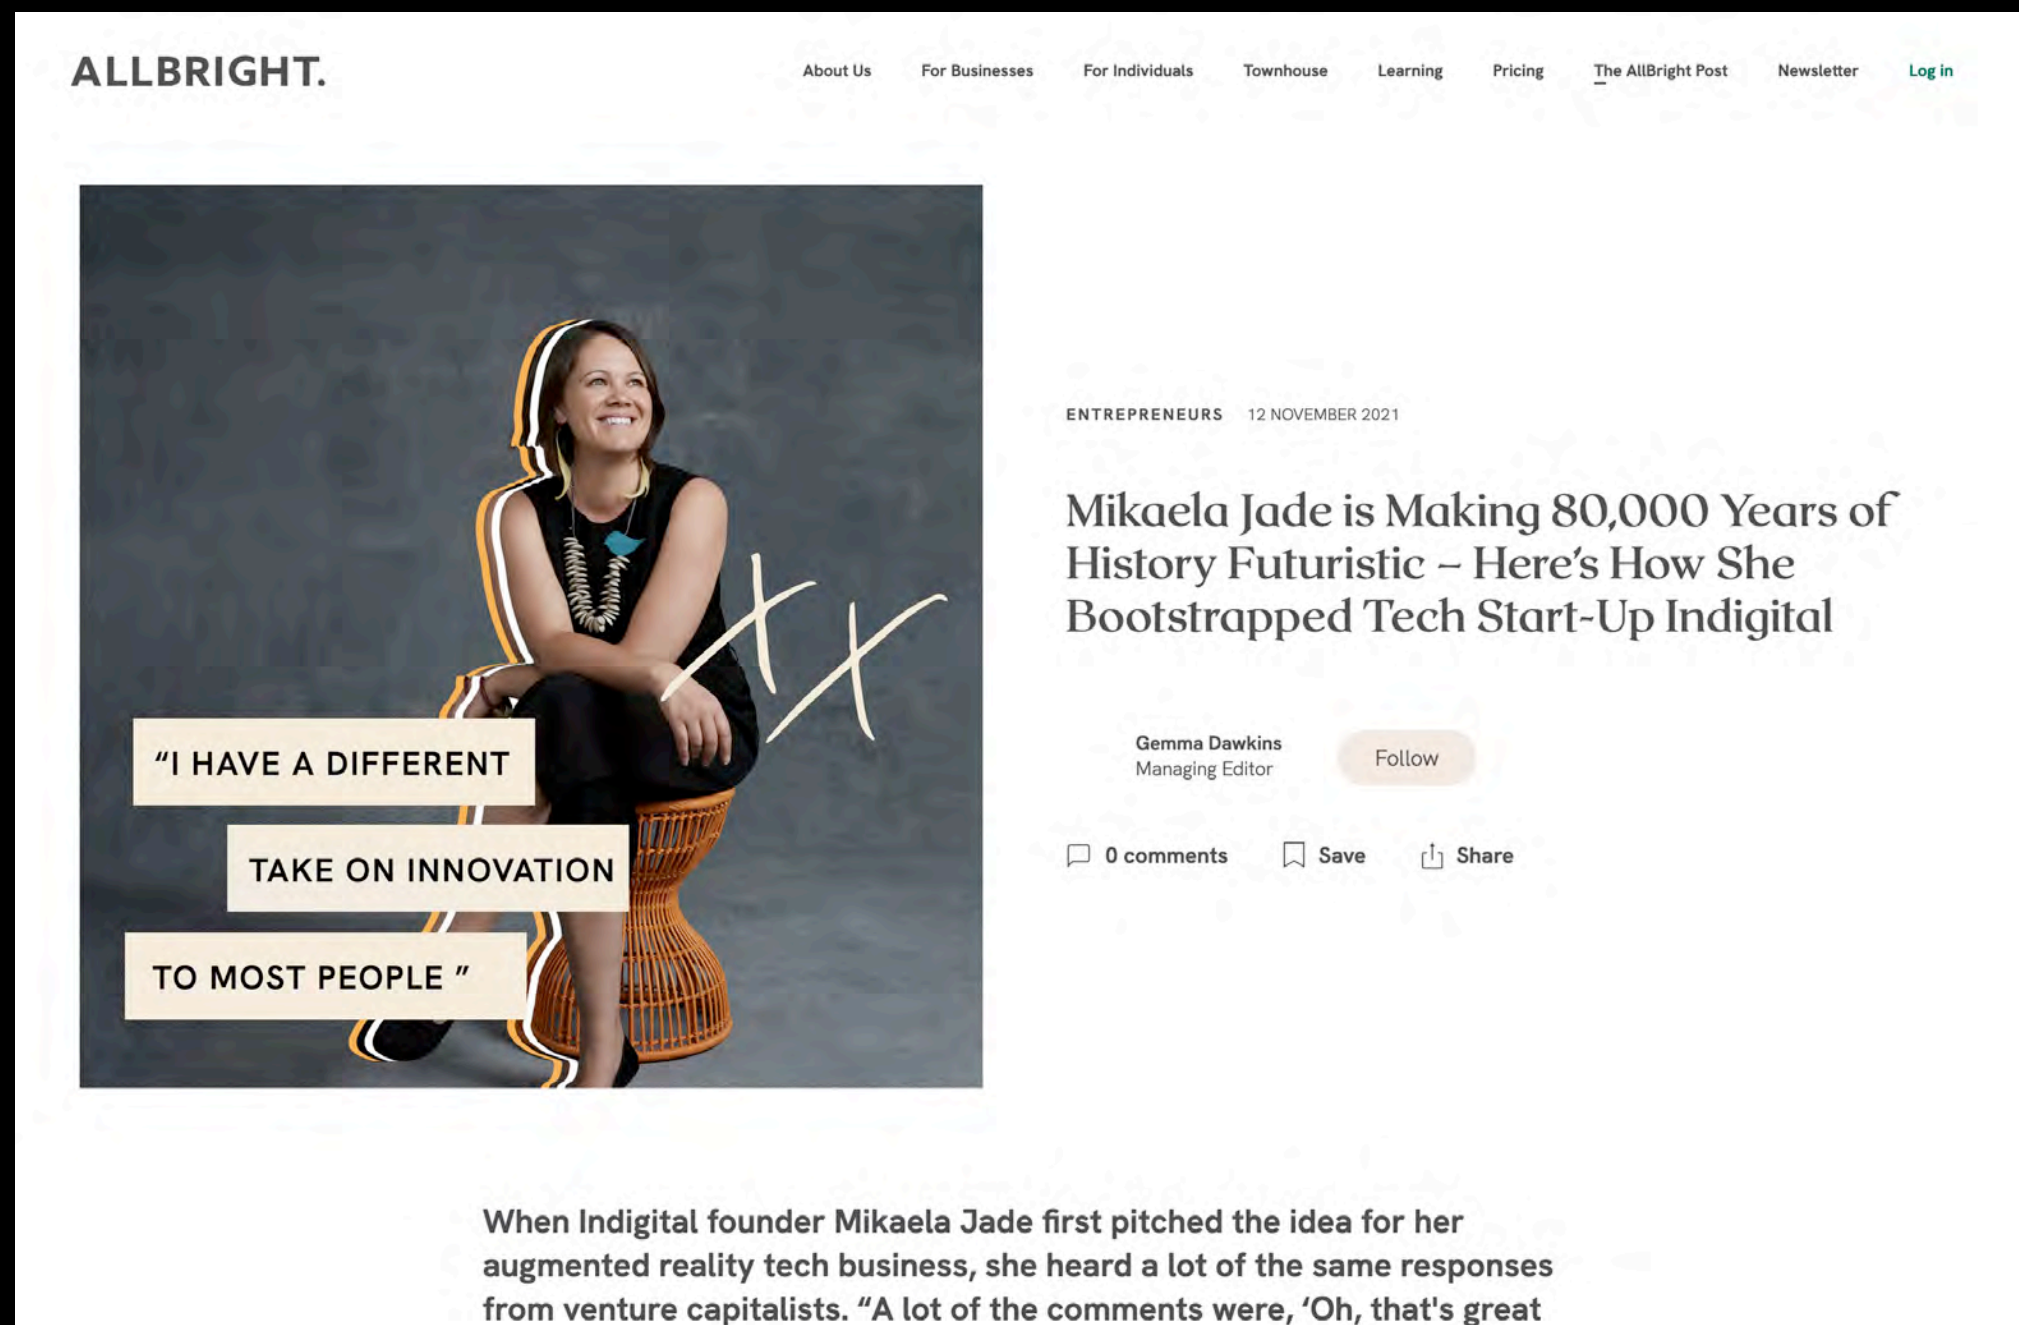 ALLBRIGHT.
About Us For Businesses For Individuals Townhouse Learning Pricing The AllBright Post Newsletter Log in
ENTREPRENEURS 12 NOVEMBER 2021
Mikaela Jade is Making 80,000 Years of
History Futuristic – Here’s How She
Bootstrapped Tech Start-Up Indigital
Gemma Dawkins
Managing Editor
Follow
0 comments Save Share
“I HAVE A DIFFERENT
TAKE ON INNOVATION
TO MOST PEOPLE ”
When Indigital founder Mikaela Jade first pitched the idea for her
augmented reality tech business, she heard a lot of the same responses
from venture capitalists. “A lot of the comments were, ‘Oh, that's great